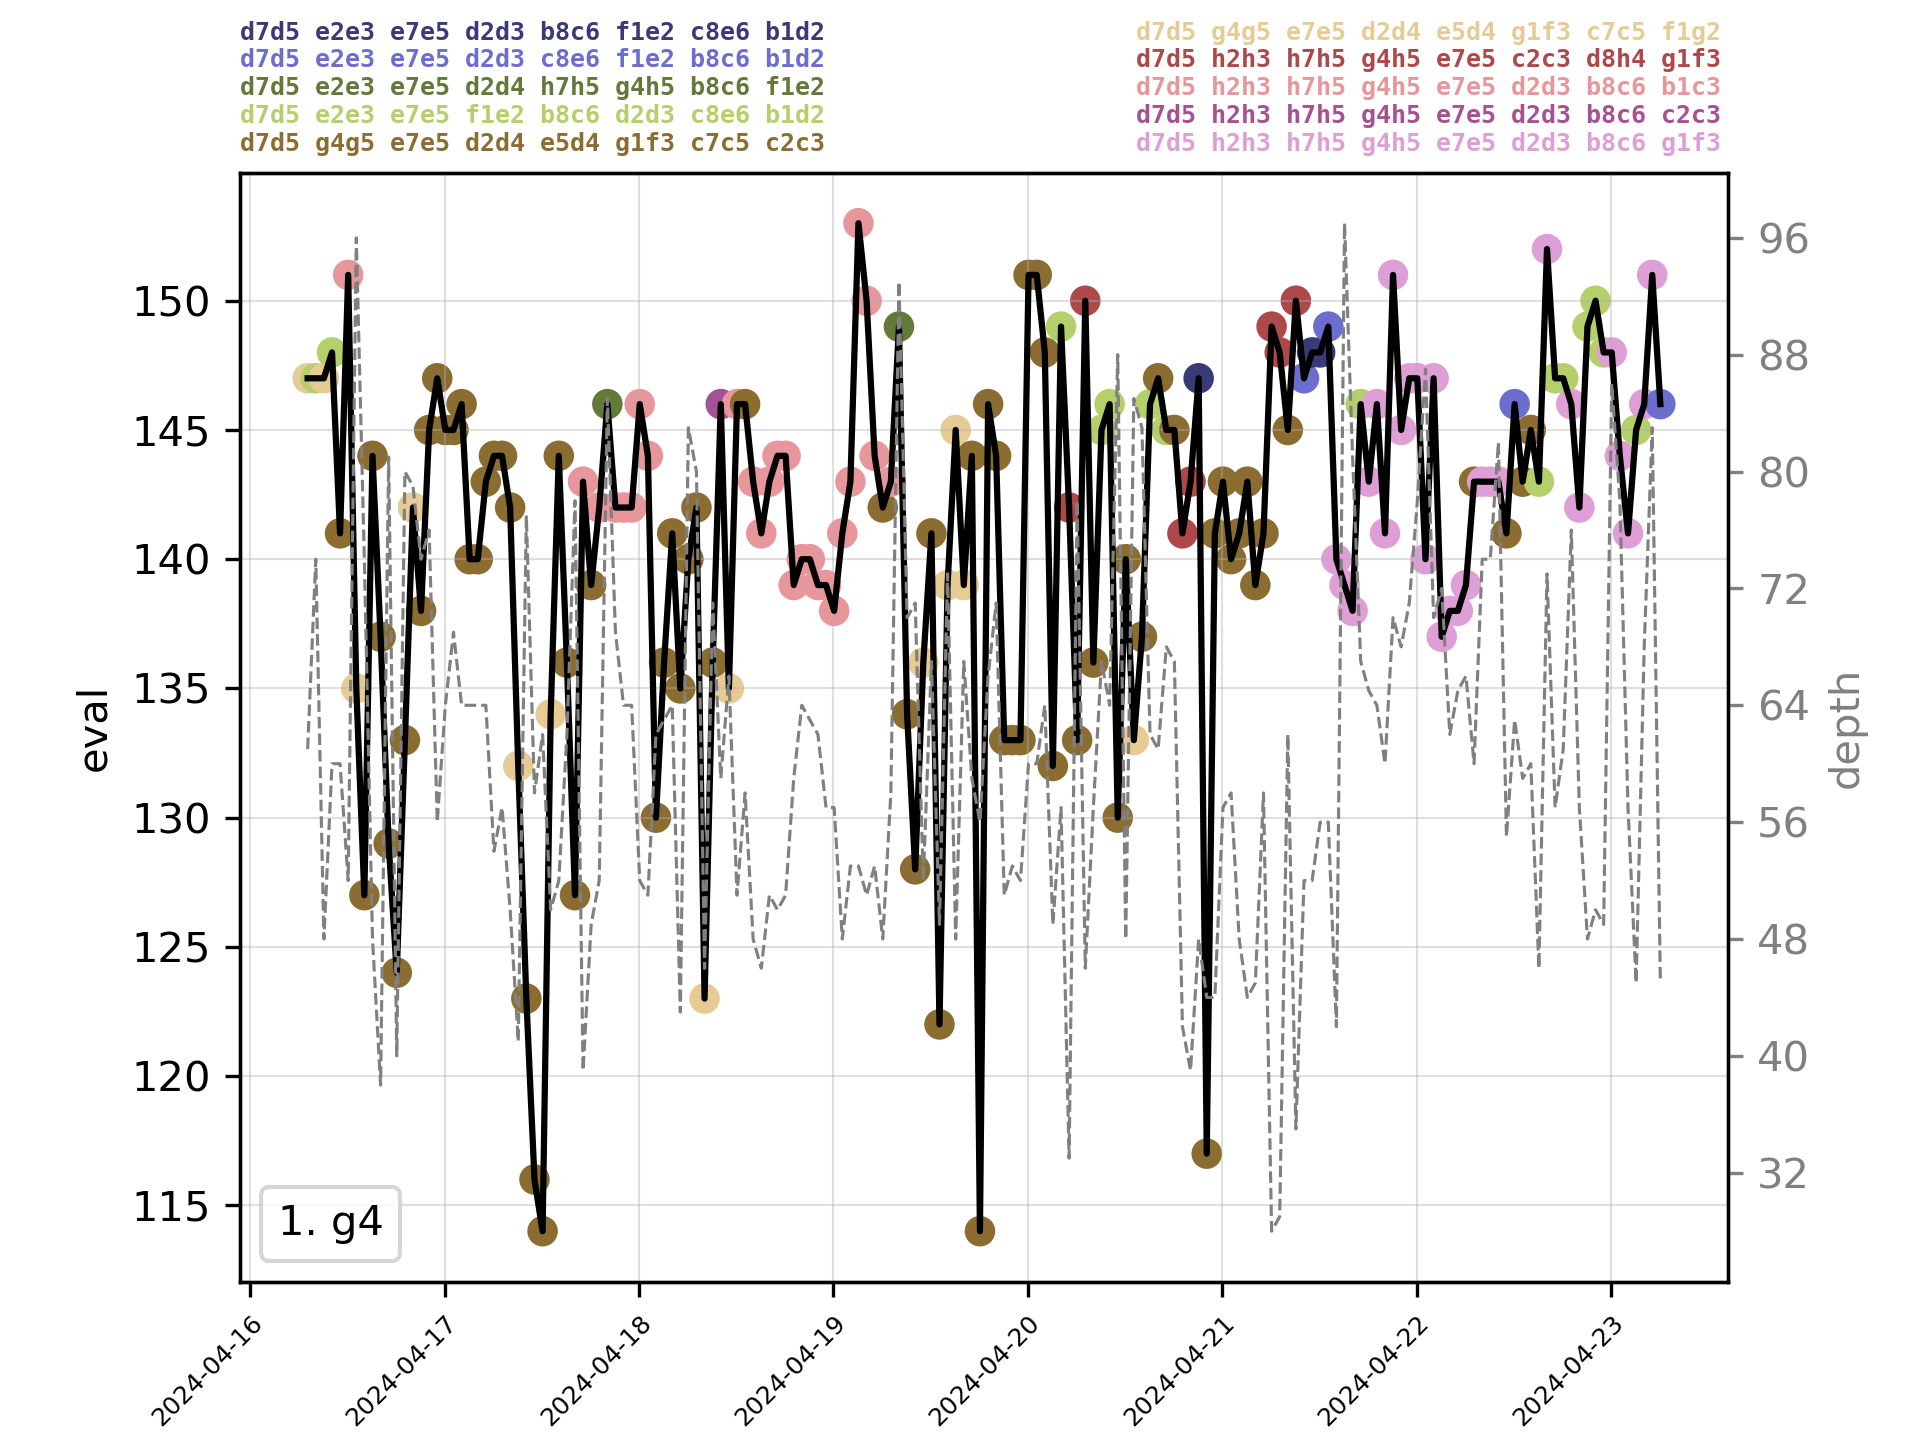 d7d5 e2e3 e7e5 d2d3 b8c6 f1e2 c8e6 b1d2
d7d5 e2e3 e7e5 d2d3 c8e6 f1e2 b8c6 b1d2
d7d5 e2e3 e7e5 d2d4 h7h5 g4h5 b8c6 f1e2
d7d5 e2e3 e7e5 f1e2 b8c6 d2d3 c8e6 b1d2
d7d5 g4g5 e7e5 d2d4 e5d4 g1f3 c7c5 c2c3
d7d5 g4g5 e7e5 d2d4 e5d4 g1f3 c7c5 f1g2
d7d5 h2h3 h7h5 g4h5 e7e5 c2c3 d8h4 g1f3
d7d5 h2h3 h7h5 g4h5 e7e5 d2d3 b8c6 b1c3
d7d5 h2h3 h7h5 g4h5 e7e5 d2d3 b8c6 c2c3
d7d5 h2h3 h7h5 g4h5 e7e5 d2d3 b8c6 g1f3
eval
150
145
140
135
130
125
120
115
1. g4
96
88
80
72
64
56
48
40
32
depth
2024-04-16
2024-04-17
2024-04-18
2024-04-19
2024-04-20
2024-04-21
2024-04-22
2024-04-23